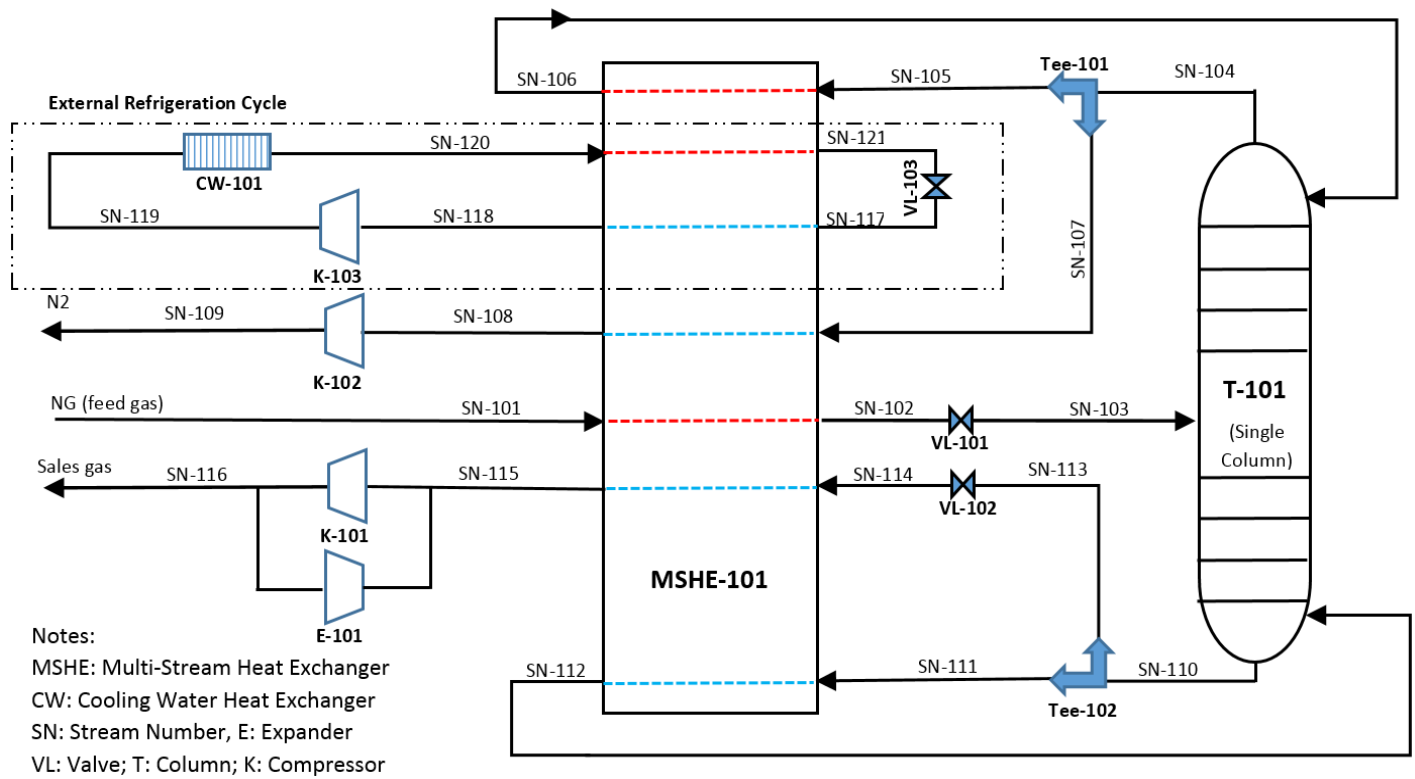 Tee-101
SN-106
SN-105
SN-104
External Refrigeration Cycle
SN-120
SN-121
CW-101
VL-103
SN-119
SN-118
SN-117
K-103
SN-107
N2
SN-109
SN-108
K-102
NG (feed gas)
SN-101
SN-102
SN-103
VL-101
T-101
(Single
Column)
Sales gas
SN-116
SN-115
SN-114
SN-113
VL-102
K-101
MSHE-101
E-101
SN-112
SN-111
SN-110
Tee-102
Notes:
MSHE: Multi-Stream Heat Exchanger
CW: Cooling Water Heat Exchanger
SN: Stream Number, E: Expander
VL: Valve; T: Column; K: Compressor